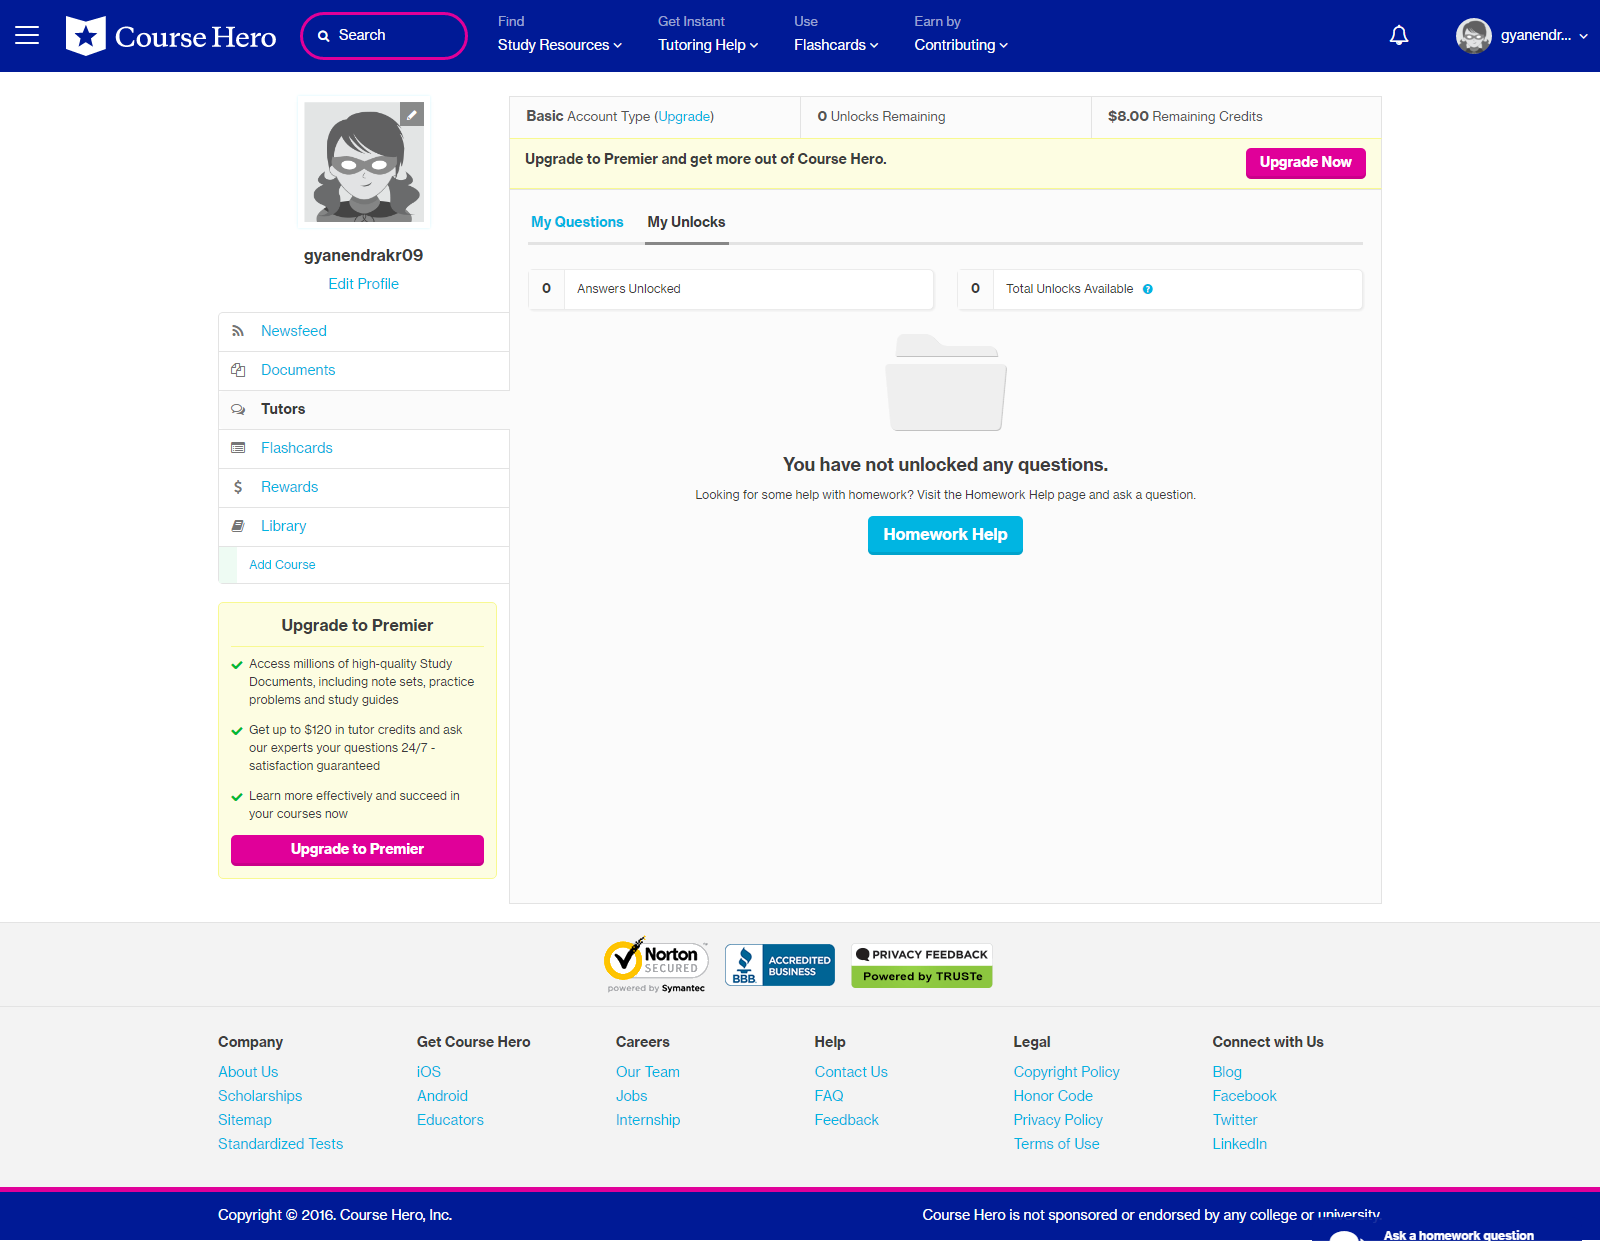 Course Hero
Search
Find
Study Resources
Get Instant
Tutoring Help
Use
Flashcards
Earn by
Contributing
gyanendr...
gyanendrakr09
Edit Profile
Newsfeed
Documents
Tutors
Flashcards
$ Rewards
Library
Add Course
Upgrade to Premier
Access millions of high-quality Study
Documents, including note sets, practice
problems and study guides
Get up to $120 in tutor credits and ask
our experts your questions 24/7 -
satisfaction guaranteed
Learn more effectively and succeed in
your courses now
Upgrade to Premier
Basic Account Type (Upgrade)
0 Unlocks Remaining
$8.00 Remaining Credits
Upgrade to Premier and get more out of Course Hero.
Upgrade Now
My Questions
My Unlocks
0 Answers Unlocked
0 Total Unlocks Available ?
You have not unlocked any questions.
Looking for some help with homework? Visit the Homework Help page and ask a question.
Homework Help
Norton
SECURED
powered by Symantec
BBB.
ACCREDITED
BUSINESS
PRIVACY FEEDBACK
Powered by TRUSTe
Company
About Us
Scholarships
Sitemap
Standardized Tests
Get Course Hero
iOS
Android
Educators
Careers
Our Team
Jobs
Internship
Help
Contact Us
FAQ
Feedback
Legal
Copyright Policy
Honor Code
Privacy Policy
Terms of Use
Connect with Us
Blog
Facebook
Twitter
LinkedIn
Copyright © 2016. Course Hero, Inc.
Course Hero is not sponsored or endorsed by any college or university.
Ask a homework question